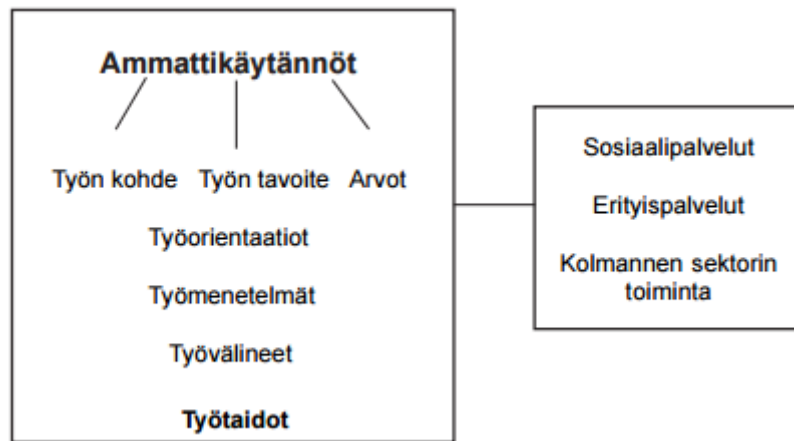 Ammattikäytännöt
Työn kohde Työn tavoite Arvot
Työorientaatiot
Työmenetelmät
Työvälineet
Työtaidot
Sosiaalipalvelut
Erityispalvelut
Kolmannen sektorin
toiminta